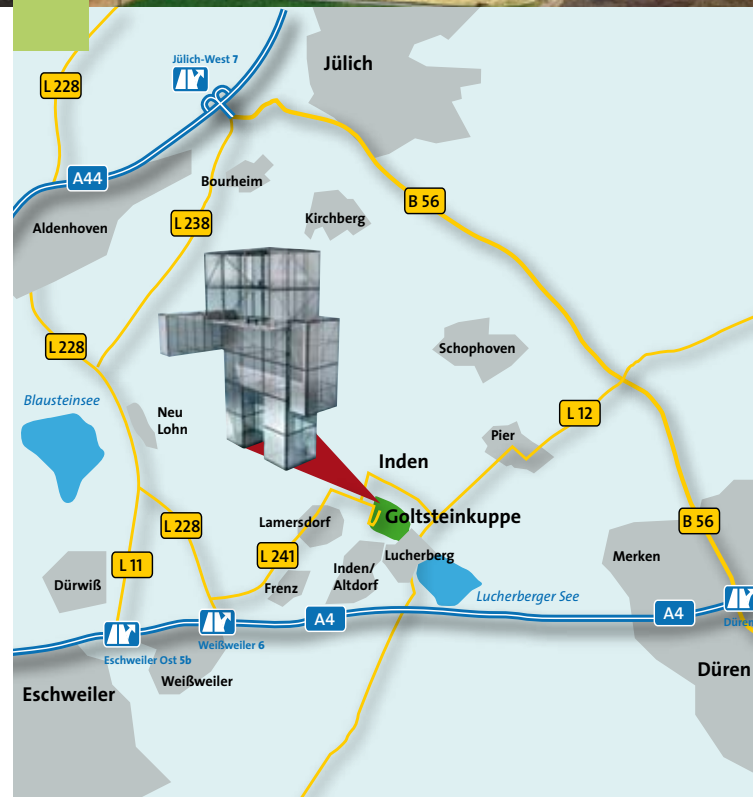 Jülich-West 7
Jülich
L 228
A44
Bourheim
B 56
Aldenhoven
L 238
Kirchberg
L 228
Schophoven
Blausteinsee
Neu
Lohn
L 12
Pier
Inden
Goltsteinkuppe
L 228
Lamersdorf
B 56
L 241
Lucherberg
Merken
L 11
Inden/
Altdorf
Dürwiß
Frenz
Lucherberger See
A4
A4
Düren
Weißweiler 6
Eschweiler Ost 5b
Düren
Weißweiler
Eschweiler